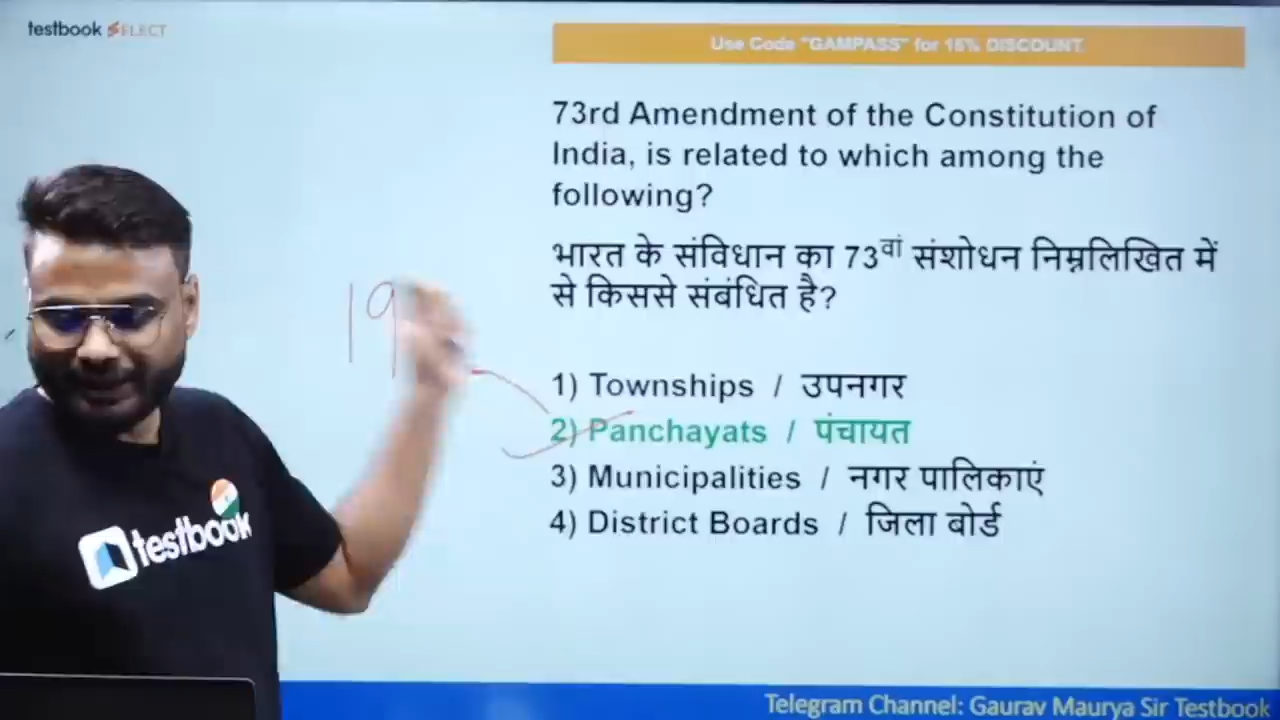 testbook SELECT
Use Code "GAMPASS" for 15% DISCOUNT
73rd Amendment of the Constitution of
India, is related to which among the
following?
भारत के संविधान का 73वां संशोधन निम्नलिखित में
से किससे संबंधित है?
19
1) Townships / उपनगर
2) Panchayats / पंचायत
3) Municipalities / नगर पालिकाएं
4) District Boards / जिला बोर्ड
testbook
Telegram Channel: Gaurav Maurya Sir Testbook